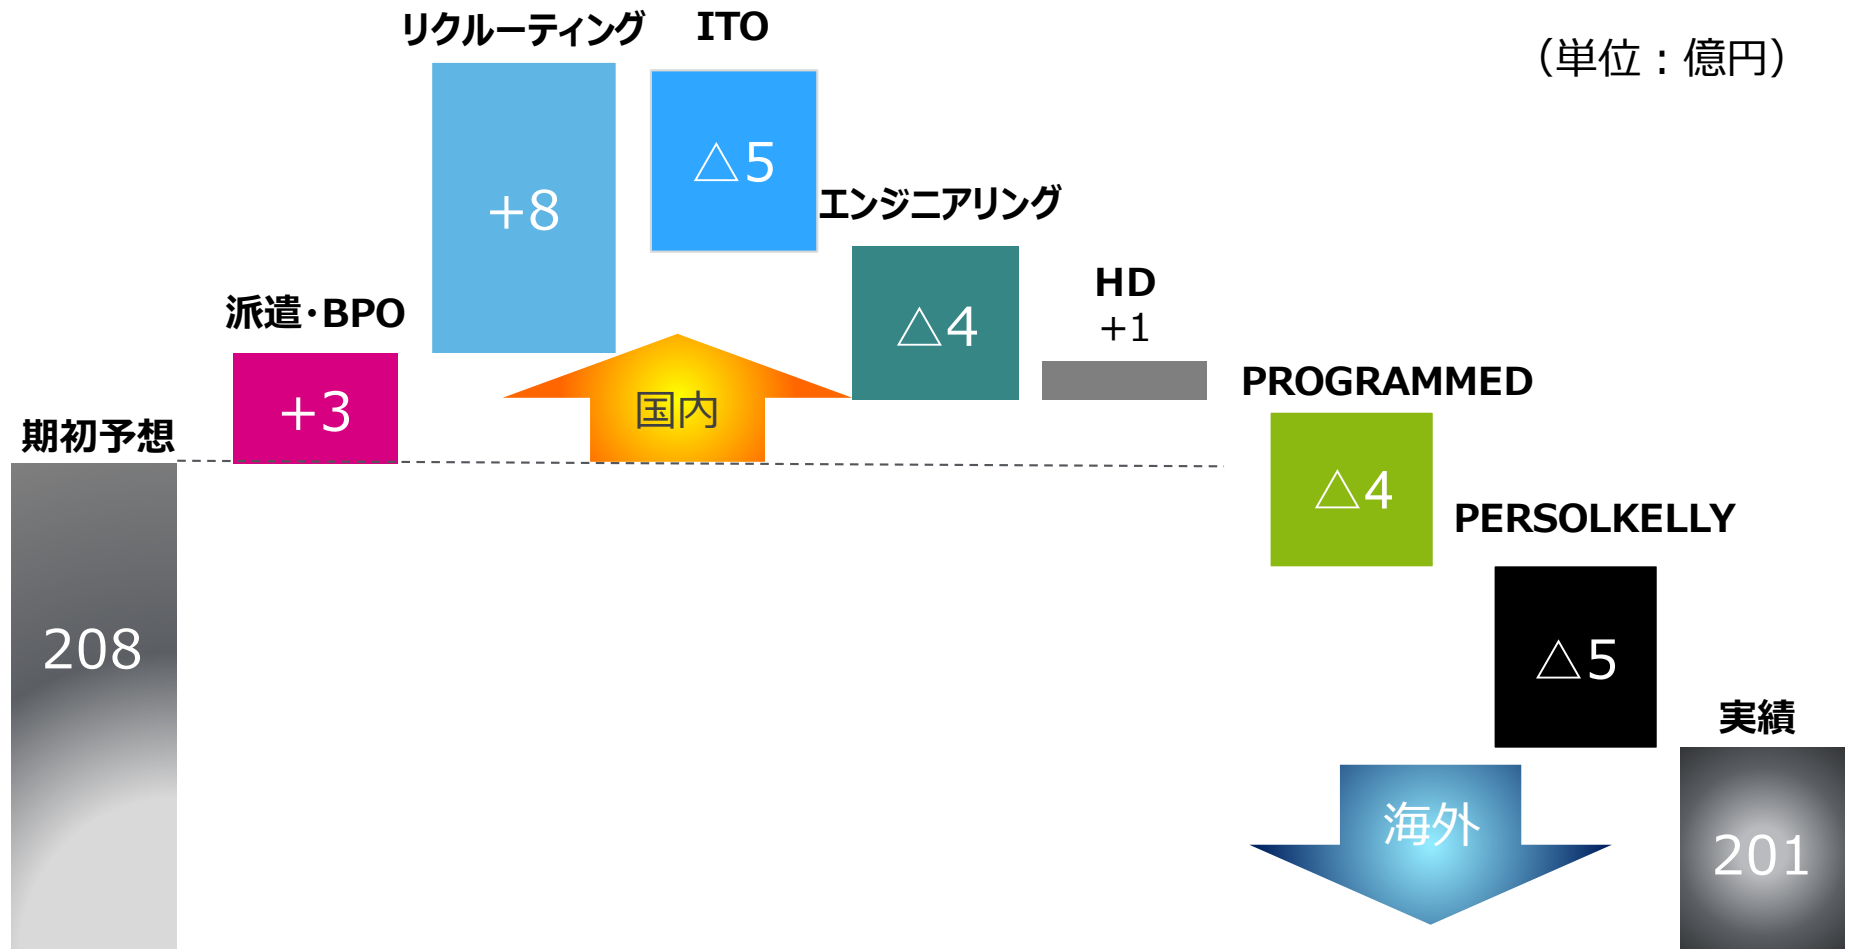 （単位：億円）
リクルーティング
ITO
+8
△5
エンジニアリング
△4
HD
+1
派遣・BPO
+3
国内
期初予想
208
PROGRAMMED
△4
PERSOLKELLY
△5
海外
実績
201